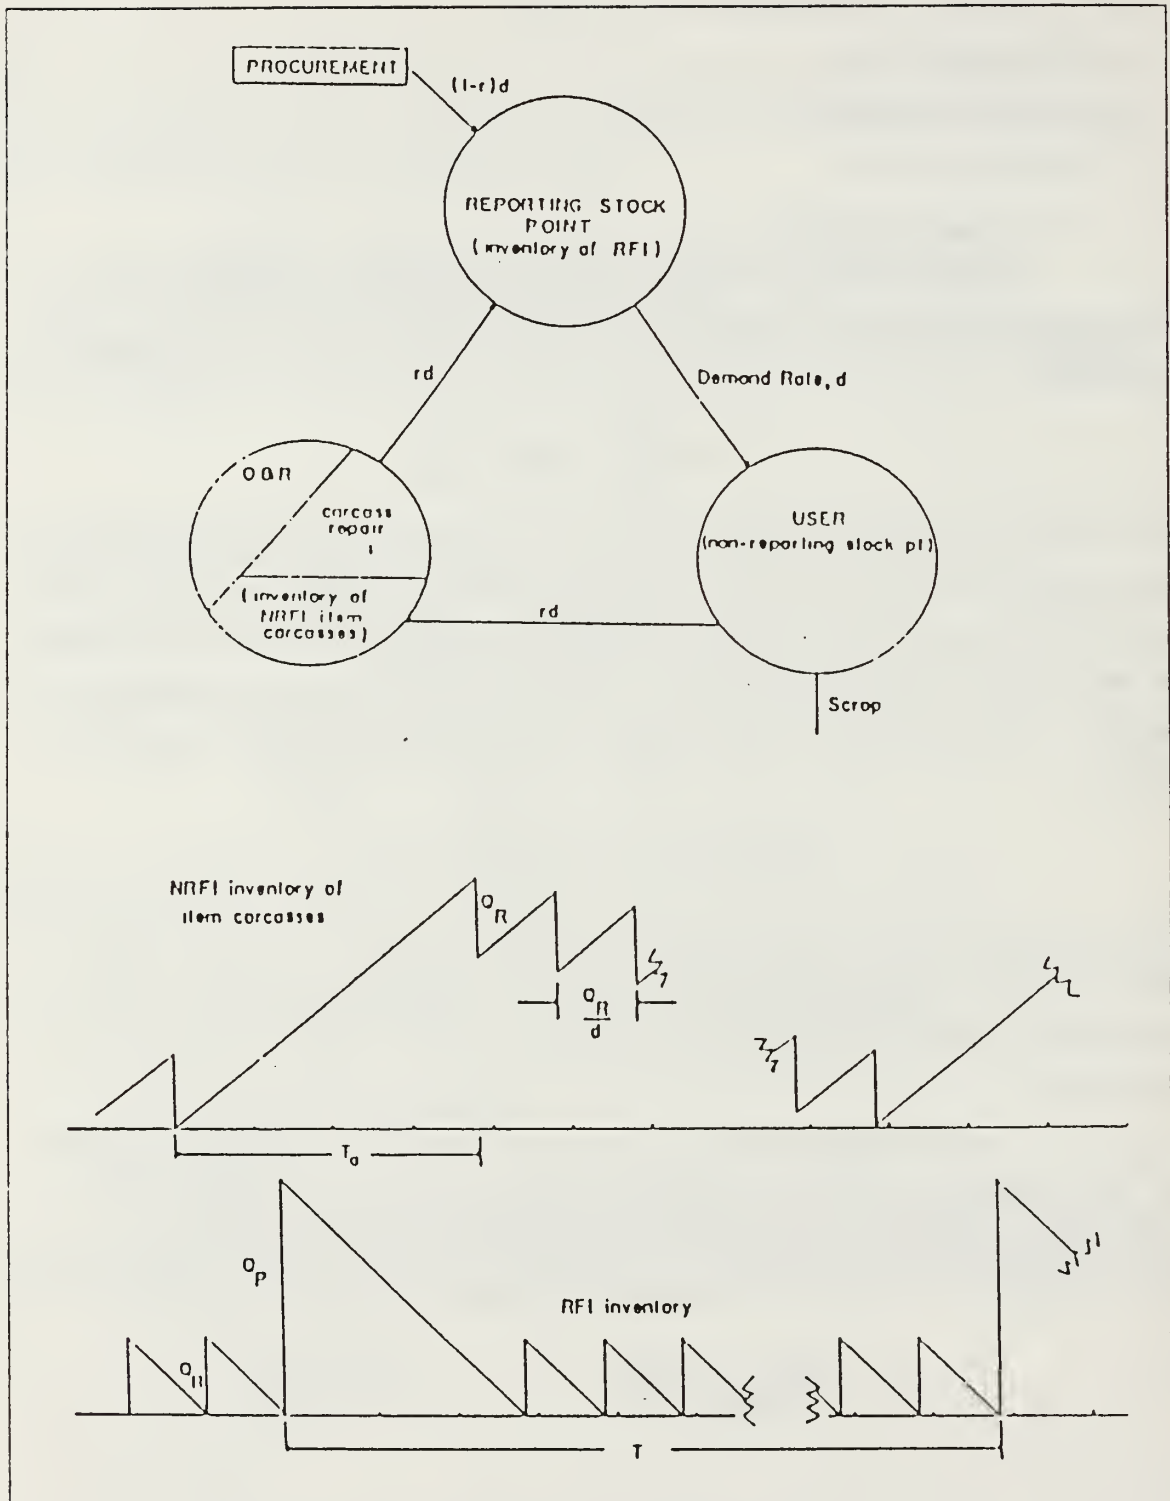 PROCUREMENT
(1-r)d
REPORTING STOCK
POINT
(inventory of RFI)
rd
Demand Rate, d
O & R
carcass
repair
(inventory of
NRFI item
carcasses)
USER
(non-reporting stock pt)
rd
Scrap
NRFI inventory of
item carcasses
Q_R
Q_R
d
T_a
Q_P
RFI inventory
Q_R
T